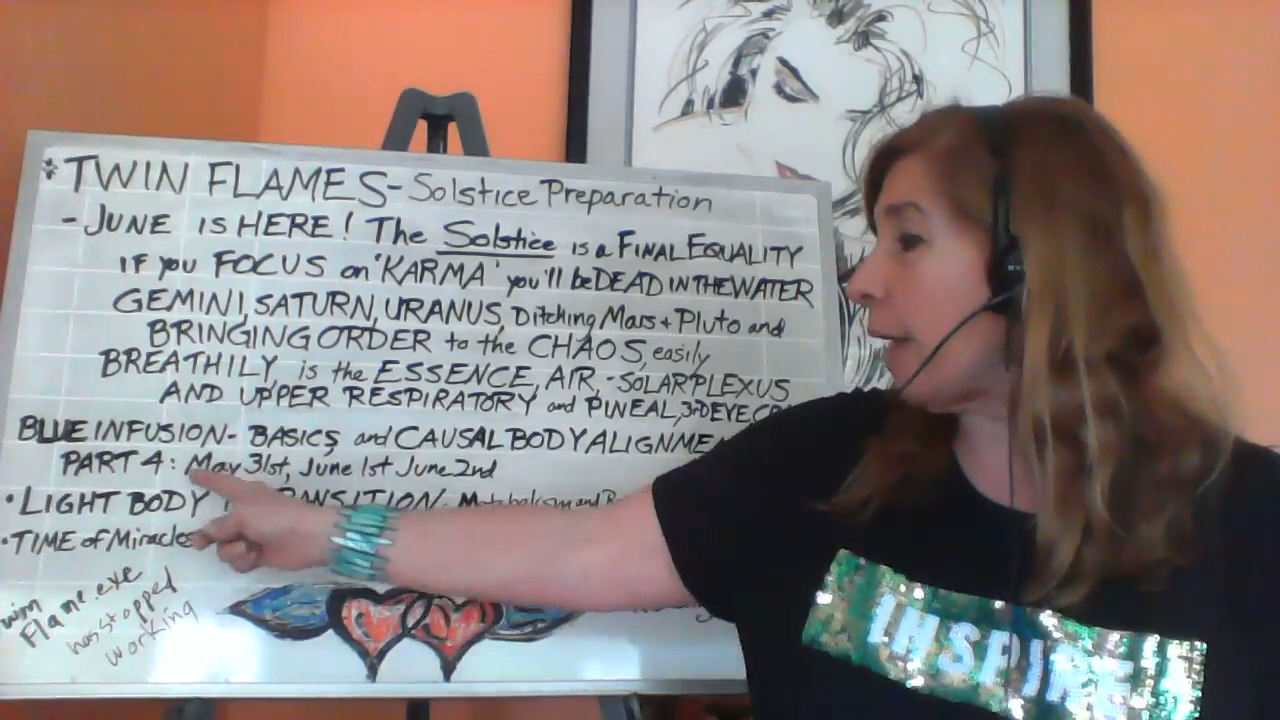 * TWIN FLAMES - Solstice Preparation
- JUNE IS HERE! The Solstice is a FINAL EQUALITY
IF you FOCUS on 'KARMA' you'll be DEAD IN THE WATER
GEMINI, SATURN, URANUS, Ditching Mars + Pluto and
BRINGING ORDER to the CHAOS, easily
BREATHILY is the ESSENCE, AIR, - SOLARPLEXUS
AND UPPER RESPIRATORY and PINEAL, 3rd EYE,
BLUE INFUSION - BASICS and CAUSAL BODY
PART 4: May 31st, June 1st June 2nd
• LIGHT BODY
• TIME of Miracles
Flame.exe
has stopped
working
INSPIRE